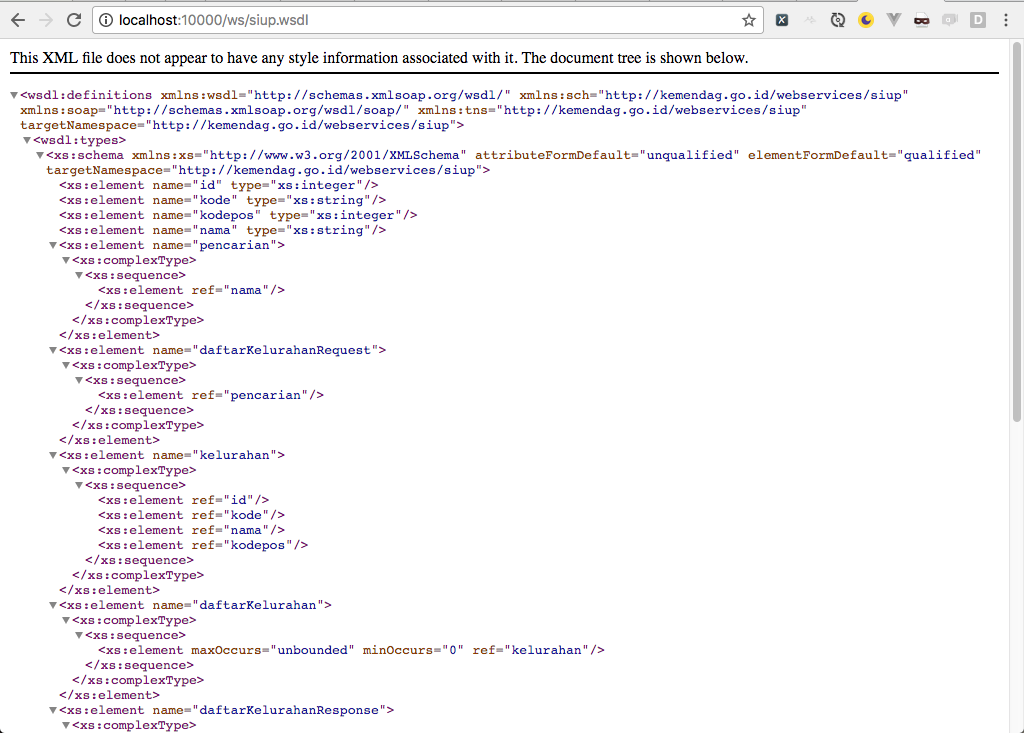 localhost:10000/ws/siup.wsdl
This XML file does not appear to have any style information associated with it. The document tree is shown below.
<wsdl:definitions xmlns:wsdl="http://schemas.xmlsoap.org/wsdl/" xmlns:sch="http://kemendag.go.id/webservices/siup"
xmlns:soap="http://schemas.xmlsoap.org/wsdl/soap/" xmlns:tns="http://kemendag.go.id/webservices/siup"
targetNamespace="http://kemendag.go.id/webservices/siup">
<wsdl:types>
<xs:schema xmlns:xs="http://www.w3.org/2001/XMLSchema" attributeFormDefault="unqualified" elementFormDefault="qualified"
targetNamespace="http://kemendag.go.id/webservices/siup">
<xs:element name="id" type="xs:integer"/>
<xs:element name="kode" type="xs:string"/>
<xs:element name="kodepos" type="xs:integer"/>
<xs:element name="nama" type="xs:string"/>
<xs:element name="pencarian">
<xs:complexType>
<xs:sequence>
<xs:element ref="nama"/>
</xs:sequence>
</xs:complexType>
</xs:element>
<xs:element name="daftarKelurahanRequest">
<xs:complexType>
<xs:sequence>
<xs:element ref="pencarian"/>
</xs:sequence>
</xs:complexType>
</xs:element>
<xs:element name="kelurahan">
<xs:complexType>
<xs:sequence>
<xs:element ref="id"/>
<xs:element ref="kode"/>
<xs:element ref="nama"/>
<xs:element ref="kodepos"/>
</xs:sequence>
</xs:complexType>
</xs:element>
<xs:element name="daftarKelurahan">
<xs:complexType>
<xs:sequence>
<xs:element maxOccurs="unbounded" minOccurs="0" ref="kelurahan"/>
</xs:sequence>
</xs:complexType>
</xs:element>
<xs:element name="daftarKelurahanResponse">
<xs:complexType>